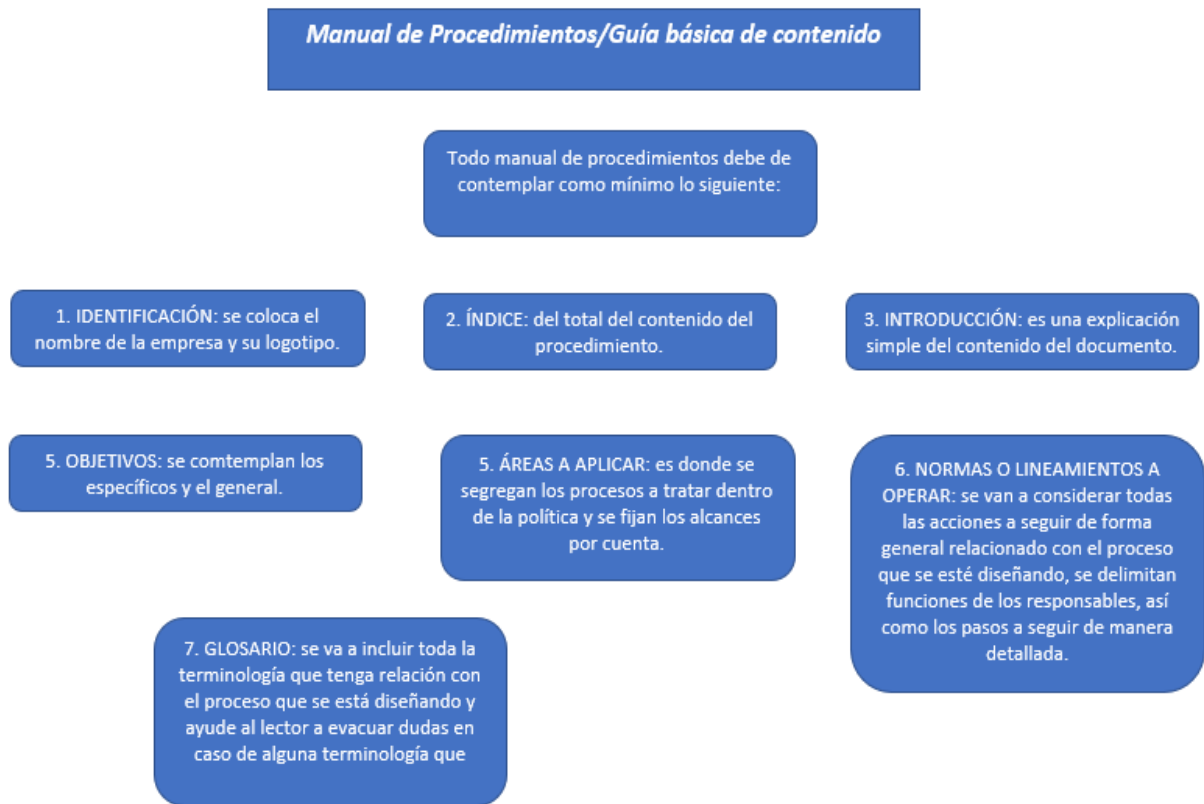 Manual de Procedimientos/Guía básica de contenido
Todo manual de procedimientos debe de
contemplar como mínimo lo siguiente:
1. IDENTIFICACIÓN: se coloca el
nombre de la empresa y su logotipo.
2. ÍNDICE: del total del contenido del
procedimiento.
3. INTRODUCCIÓN: es una explicación
simple del contenido del documento.
5. OBJETIVOS: se comtemplan los
específicos y el general.
5. ÁREAS A APLICAR: es donde se
segregan los procesos a tratar dentro
de la política y se fijan los alcances
por cuenta.
6. NORMAS O LINEAMIENTOS A
OPERAR: se van a considerar todas
las acciones a seguir de forma
general relacionado con el proceso
que se esté diseñando, se delimitan
funciones de los responsables, así
como los pasos a seguir de manera
detallada.
7. GLOSARIO: se va a incluir toda la
terminología que tenga relación con
el proceso que se está diseñando y
ayude al lector a evacuar dudas en
caso de alguna terminología que